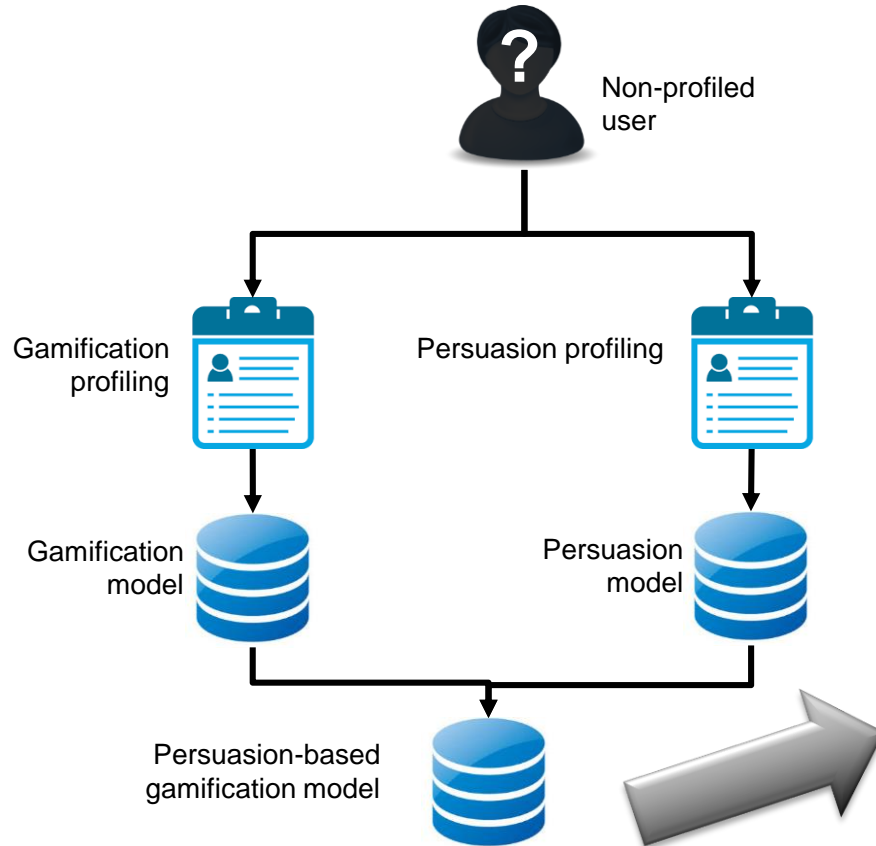 ?
Non-profiled
user
Gamification
profiling
Persuasion profiling
Gamification
model
Persuasion
model
Persuasion-based
gamification model